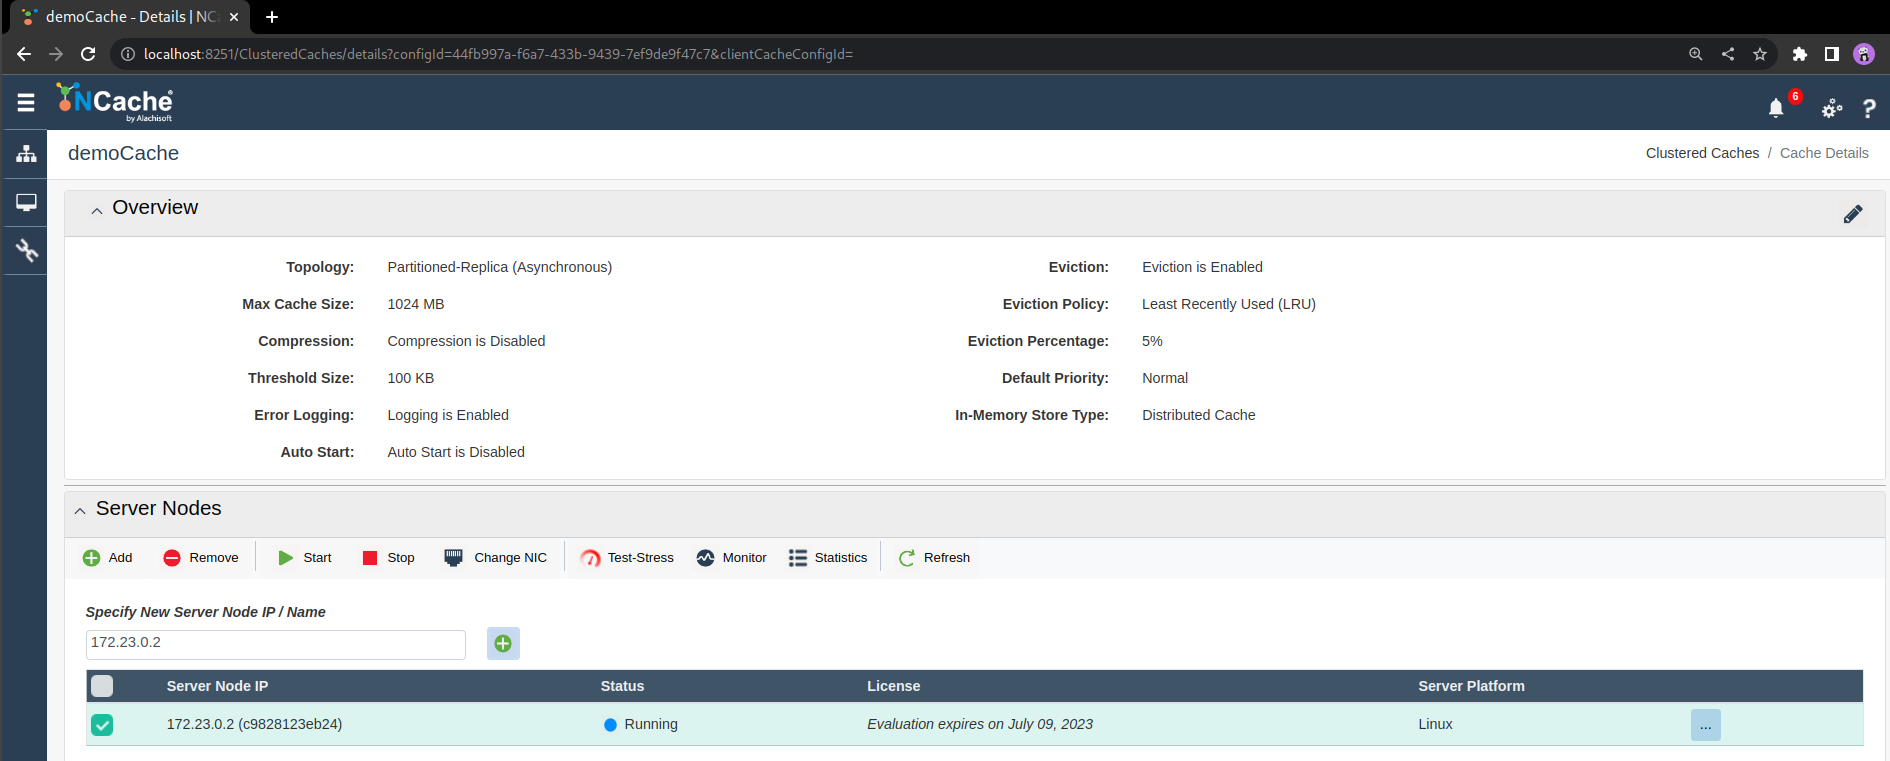 demoCache - Details | NC
localhost:8251/ClusteredCaches/details?configId=44fb997a-f6a7-433b-9439-7ef9de9f47c7&clientCacheConfigId=
NCache®
by Alachisoft
6
demoCache
Clustered Caches / Cache Details
Overview
Topology: Partitioned-Replica (Asynchronous) Eviction: Eviction is Enabled
Max Cache Size: 1024 MB Eviction Policy: Least Recently Used (LRU)
Compression: Compression is Disabled Eviction Percentage: 5%
Threshold Size: 100 KB Default Priority: Normal
Error Logging: Logging is Enabled In-Memory Store Type: Distributed Cache
Auto Start: Auto Start is Disabled
Server Nodes
Add Remove Start Stop Change NIC Test-Stress Monitor Statistics Refresh
Specify New Server Node IP / Name
172.23.0.2
Server Node IP Status License Server Platform
172.23.0.2 (c9828123eb24) Running Evaluation expires on July 09, 2023 Linux ...